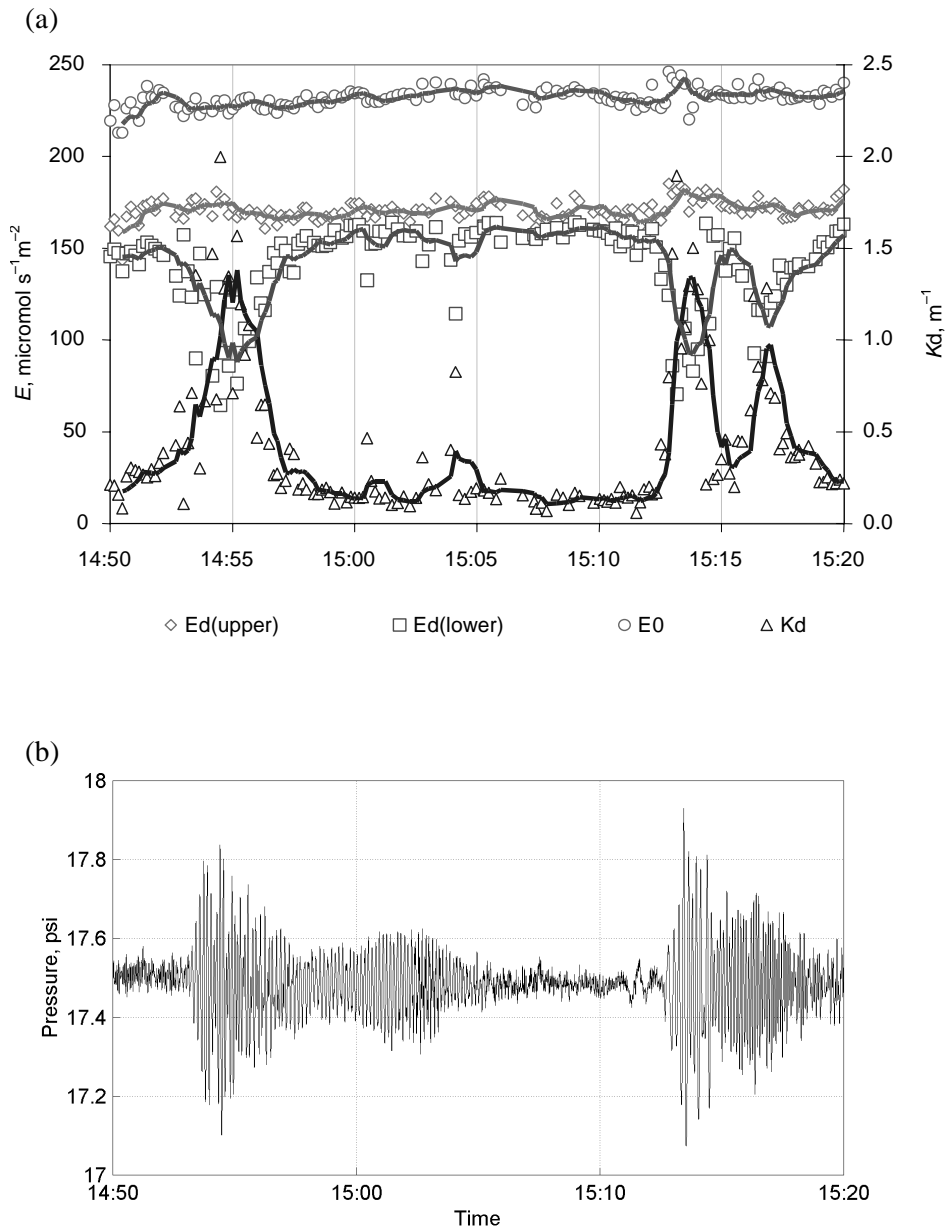 (a)
250
200
150
100
50
0
E, micromol s⁻¹m⁻²
2.5
2.0
1.5
1.0
0.5
0.0
Kd, m⁻¹
14:50 14:55 15:00 15:05 15:10 15:15 15:20
Ed(upper) Ed(lower) E0 Kd
(b)
18
17.8
17.6
17.4
17.2
17
Pressure, psi
14:50 15:00 15:10 15:20
Time